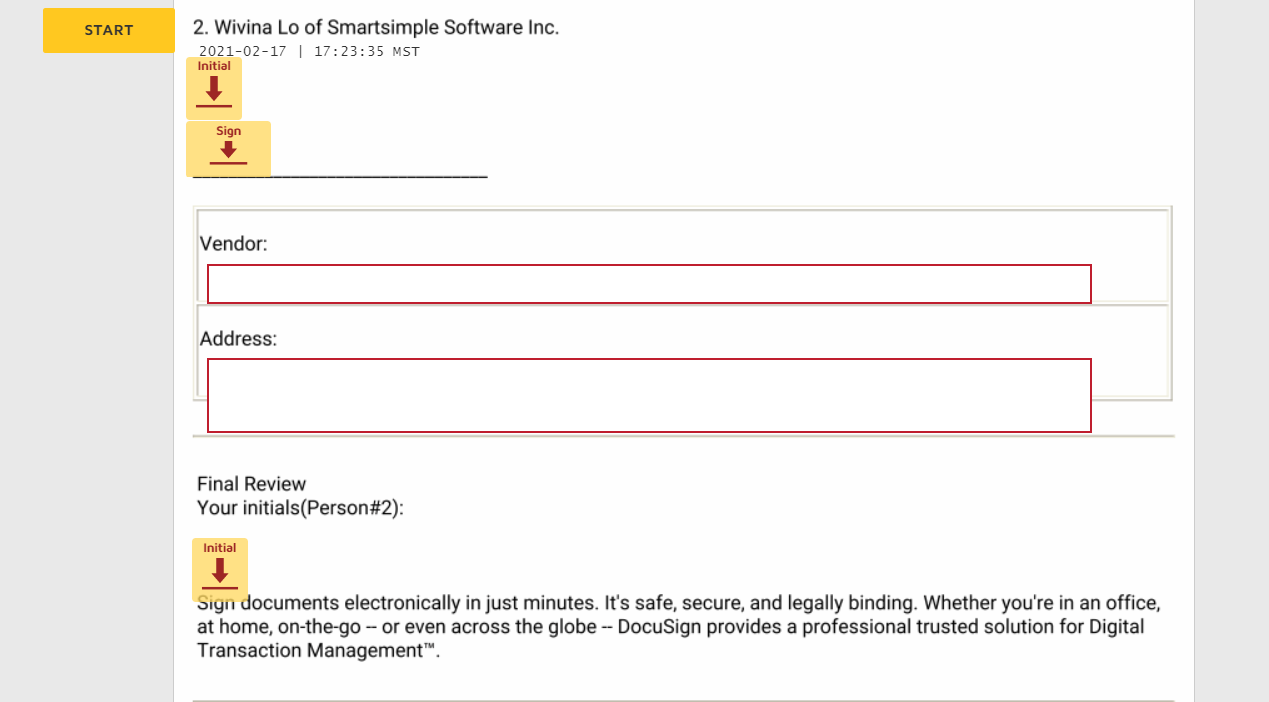 START
2. Wivina Lo of Smartsimple Software Inc.
2021-02-17 | 17:23:35 MST
Initial
Sign
Vendor:
Address:
Final Review
Your initials(Person#2):
Initial
Sign documents electronically in just minutes. It's safe, secure, and legally binding. Whether you're in an office,
at home, on-the-go -- or even across the globe -- DocuSign provides a professional trusted solution for Digital
Transaction Management™.